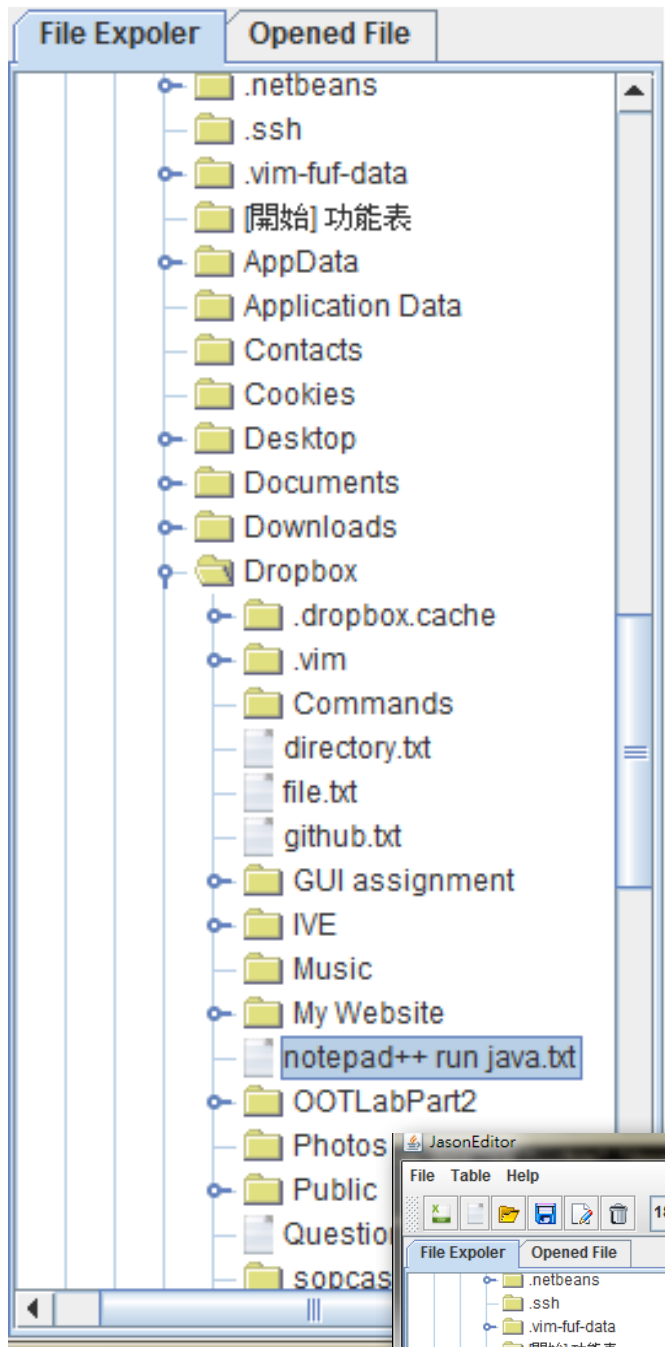 File Expoler Opened File
.netbeans
.ssh
.vim-fuf-data
[開始] 功能表
AppData
Application Data
Contacts
Cookies
Desktop
Documents
Downloads
Dropbox
.dropbox.cache
.vim
Commands
directory.txt
file.txt
github.txt
GUI assignment
IVE
Music
My Website
notepad++ run java.txt
OOTLabPart2
Photos
Public
Question
sopcas
JasonEditor
File Table Help
18
File Expoler Opened File
.netbeans
.ssh
.vim-fuf-data